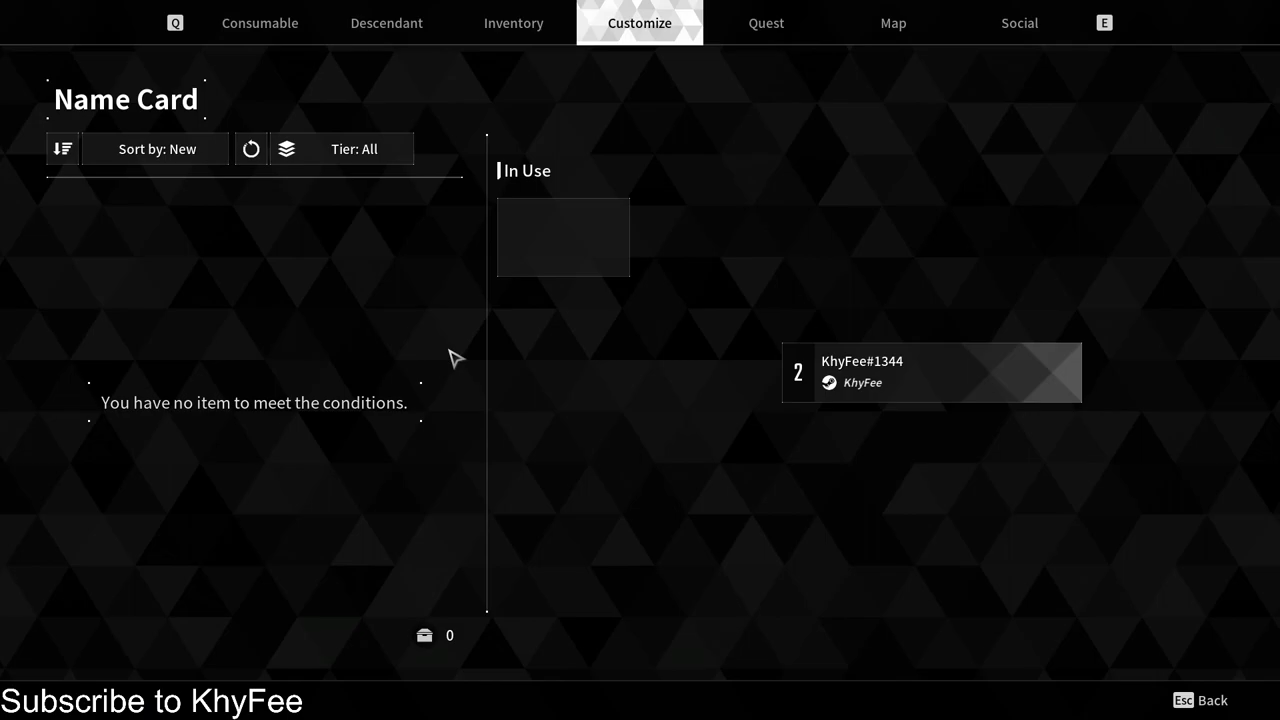 Q Consumable Descendant Inventory Customize Quest Map Social E
Name Card
Sort by: New Tier: All
In Use
2 KhyFee#1344
KhyFee
You have no item to meet the conditions.
0
Subscribe to KhyFee
Esc Back